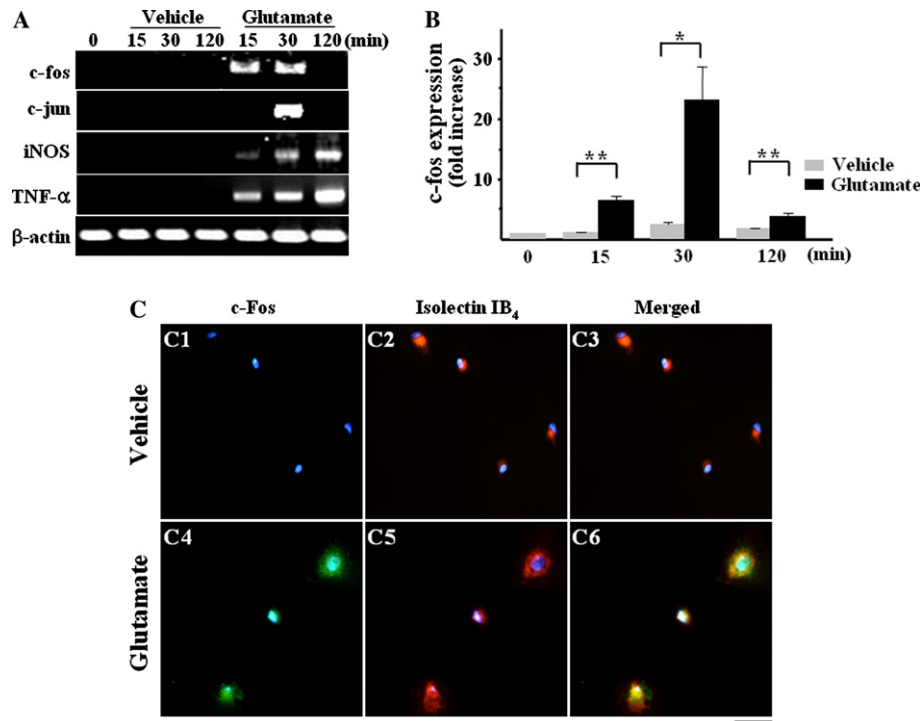 A
Vehicle Glutamate
0 15 30 120 15 30 120 (min)
c-fos
c-jun
iNOS
TNF-α
β-actin
B
c-fos expression
(fold increase)
30
20
10
*
**
**
Vehicle
Glutamate
0 15 30 120 (min)
C
c-Fos Isolectin IB₄ Merged
Vehicle
C1 C2 C3
Glutamate
C4 C5 C6